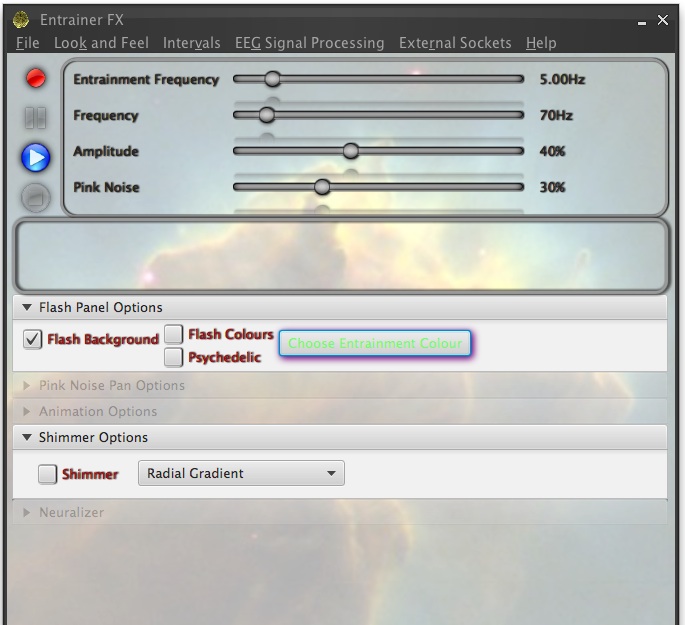 Entrainer FX
File Look and Feel Intervals EEG Signal Processing External Sockets Help
Entrainment Frequency 5.00Hz
Frequency 70Hz
Amplitude 40%
Pink Noise 30%
Flash Panel Options
Flash Background Flash Colours Choose Entrainment Colour
Psychedelic
Pink Noise Pan Options
Animation Options
Shimmer Options
Shimmer Radial Gradient
Neuralizer